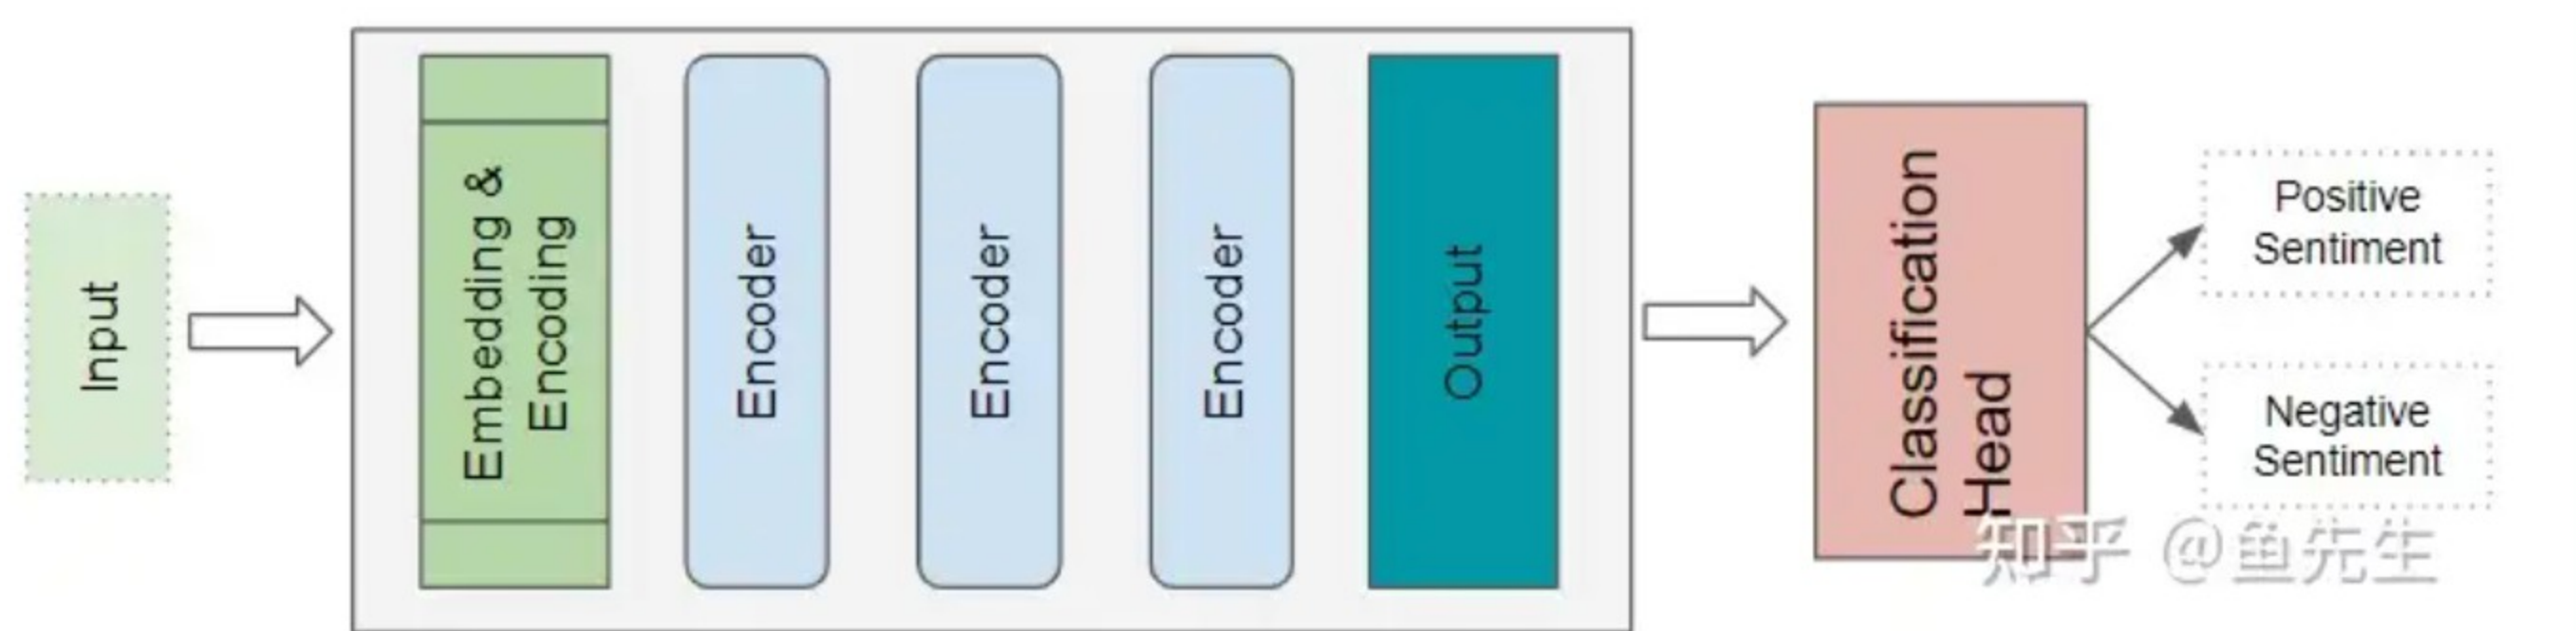 Input
Embedding &
Encoding
Encoder
Encoder
Encoder
Output
Classification
Head
Positive
Sentiment
Negative
Sentiment
知乎 @鱼先生